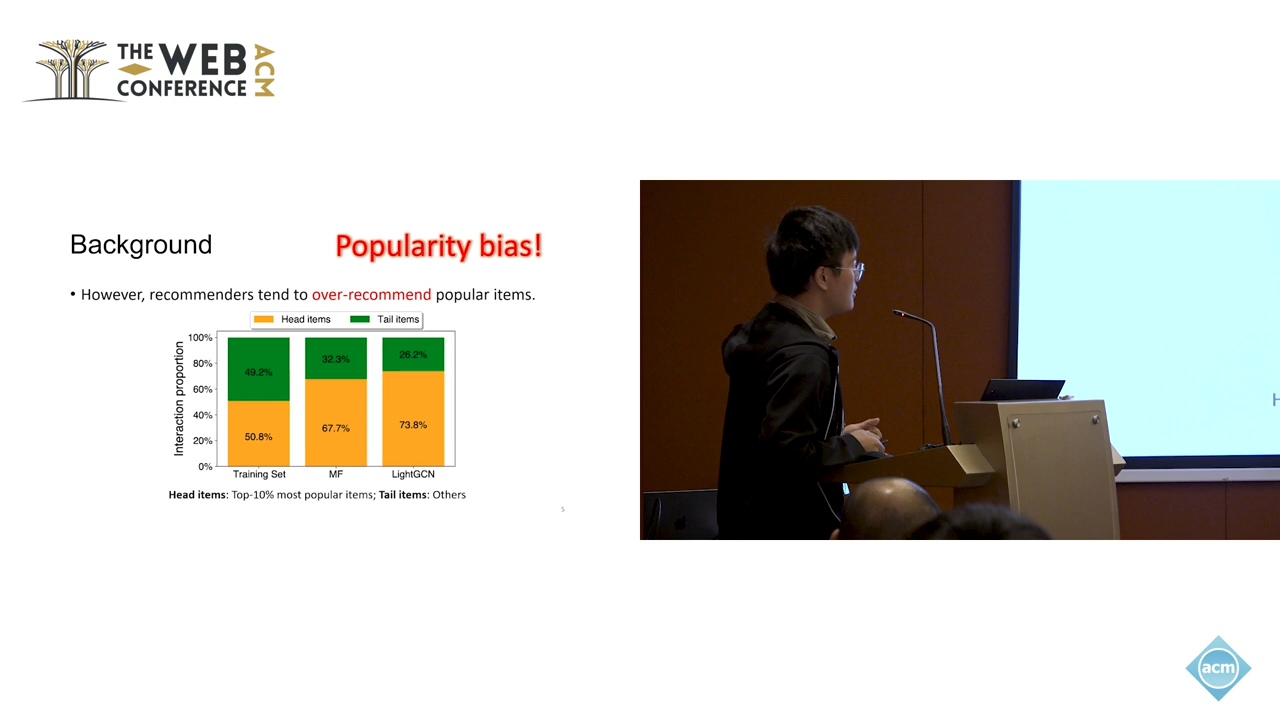 THE WEB
CONFERENCE
ACM
Background
Popularity bias!
• However, recommenders tend to over-recommend popular items.
Head items
Tail items
Interaction proportion
100%
80%
60%
40%
20%
0%
49.2%
50.8%
32.3%
67.7%
26.2%
73.8%
Training Set
MF
LightGCN
Head items: Top-10% most popular items; Tail items: Others
5
H
acm